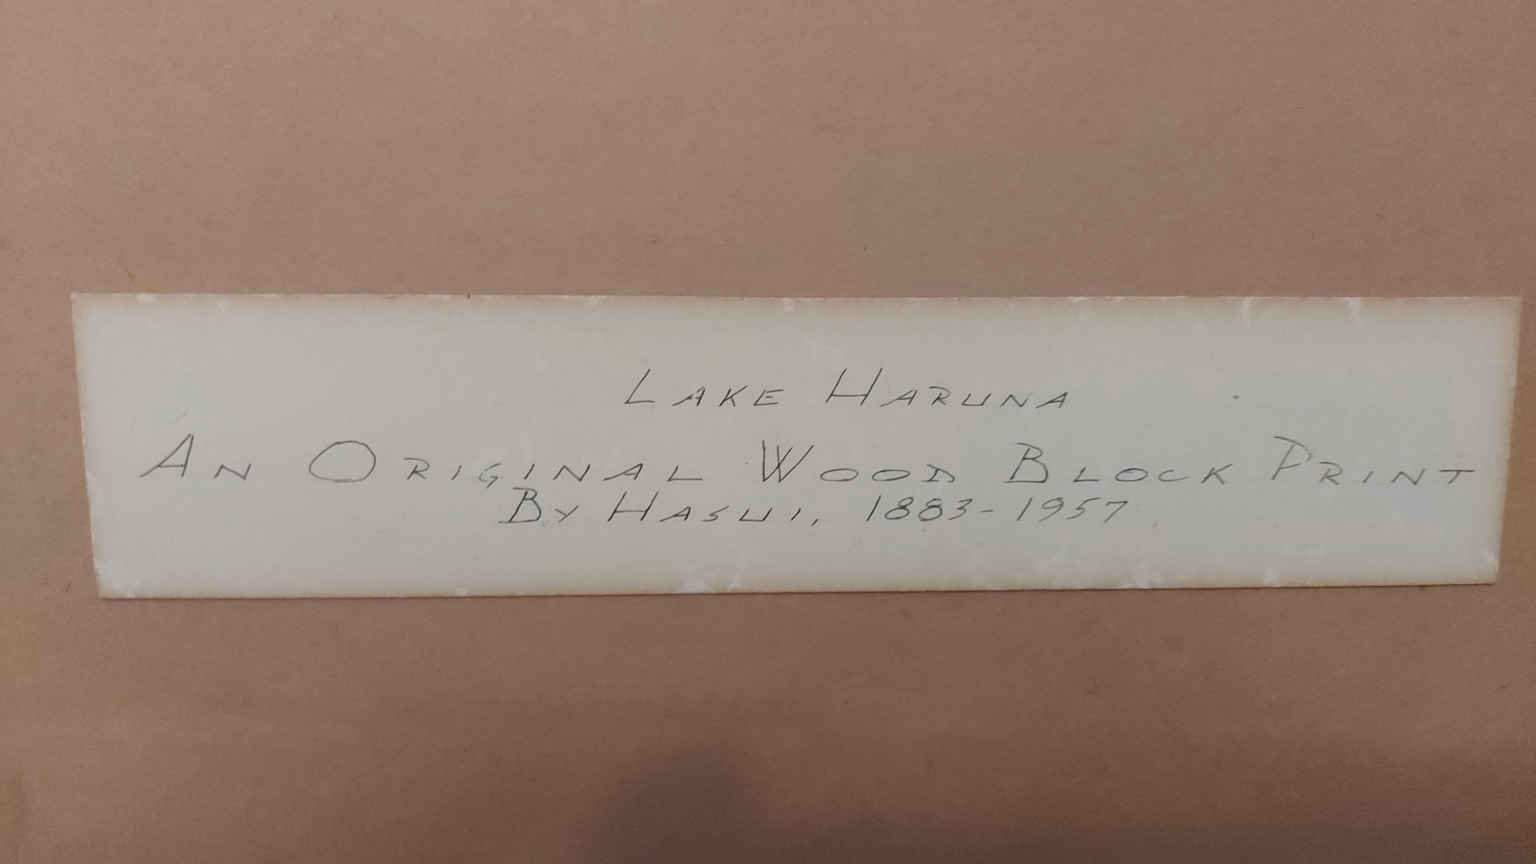 LAKE HARUNA
AN ORIGINAL WOOD BLOCK PRINT
BY HASUI, 1883-1957